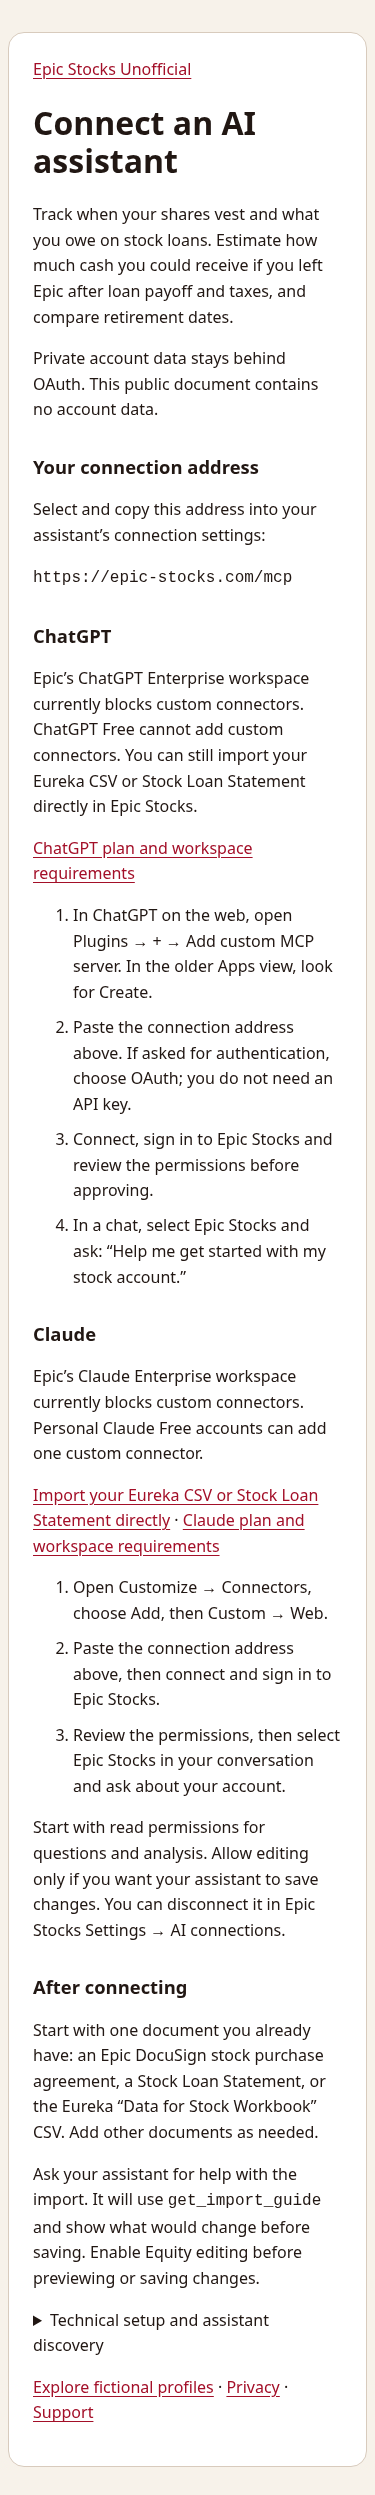 Epic Stocks Unofficial
Connect an AI
assistant
Track when your shares vest and what
you owe on stock loans. Estimate how
much cash you could receive if you left
Epic after loan payoff and taxes, and
compare retirement dates.
Private account data stays behind
OAuth. This public document contains
no account data.
Your connection address
Select and copy this address into your
assistant’s connection settings:
https://epic-stocks.com/mcp
ChatGPT
Epic’s ChatGPT Enterprise workspace
currently blocks custom connectors.
ChatGPT Free cannot add custom
connectors. You can still import your
Eureka CSV or Stock Loan Statement
directly in Epic Stocks.
ChatGPT plan and workspace
requirements
1. In ChatGPT on the web, open
Plugins → + → Add custom MCP
server. In the older Apps view, look
for Create.
2. Paste the connection address
above. If asked for authentication,
choose OAuth; you do not need an
API key.
3. Connect, sign in to Epic Stocks and
review the permissions before
approving.
4. In a chat, select Epic Stocks and
ask: “Help me get started with my
stock account.”
Claude
Epic’s Claude Enterprise workspace
currently blocks custom connectors.
Personal Claude Free accounts can add
one custom connector.
Import your Eureka CSV or Stock Loan
Statement directly · Claude plan and
workspace requirements
1. Open Customize → Connectors,
choose Add, then Custom → Web.
2. Paste the connection address
above, then connect and sign in to
Epic Stocks.
3. Review the permissions, then select
Epic Stocks in your conversation
and ask about your account.
Start with read permissions for
questions and analysis. Allow editing
only if you want your assistant to save
changes. You can disconnect it in Epic
Stocks Settings → AI connections.
After connecting
Start with one document you already
have: an Epic DocuSign stock purchase
agreement, a Stock Loan Statement, or
the Eureka “Data for Stock Workbook”
CSV. Add other documents as needed.
Ask your assistant for help with the
import. It will use get_import_guide
and show what would change before
saving. Enable Equity editing before
previewing or saving changes.
▶ Technical setup and assistant
discovery
Explore fictional profiles · Privacy ·
Support